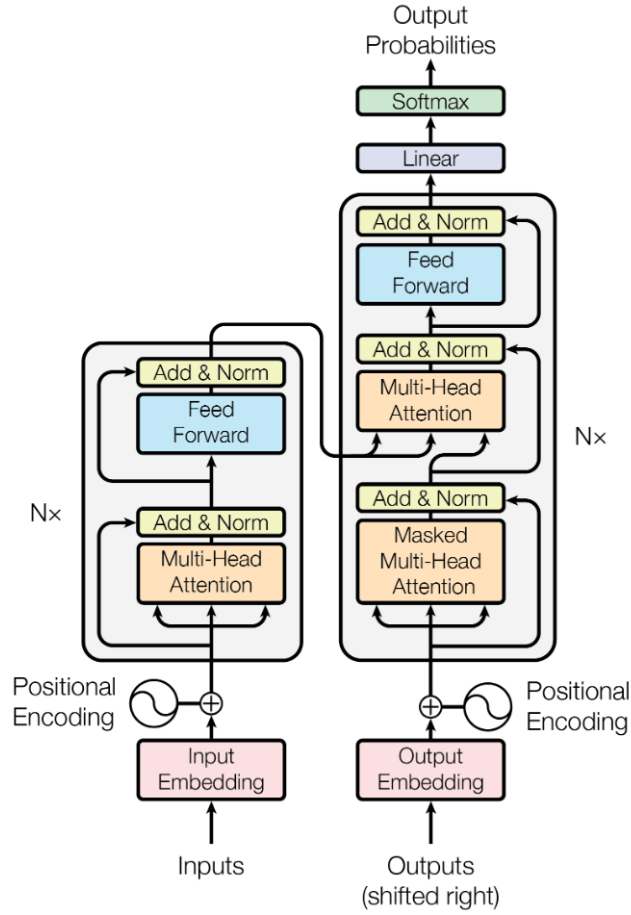 Output
Probabilities
Softmax
Linear
Add & Norm
Feed
Forward
Add & Norm
Multi-Head
Attention
N×
Add & Norm
Masked
Multi-Head
Attention
Add & Norm
Feed
Forward
N×
Add & Norm
Multi-Head
Attention
Positional
Encoding
Positional
Encoding
Input
Embedding
Output
Embedding
Inputs
Outputs
(shifted right)